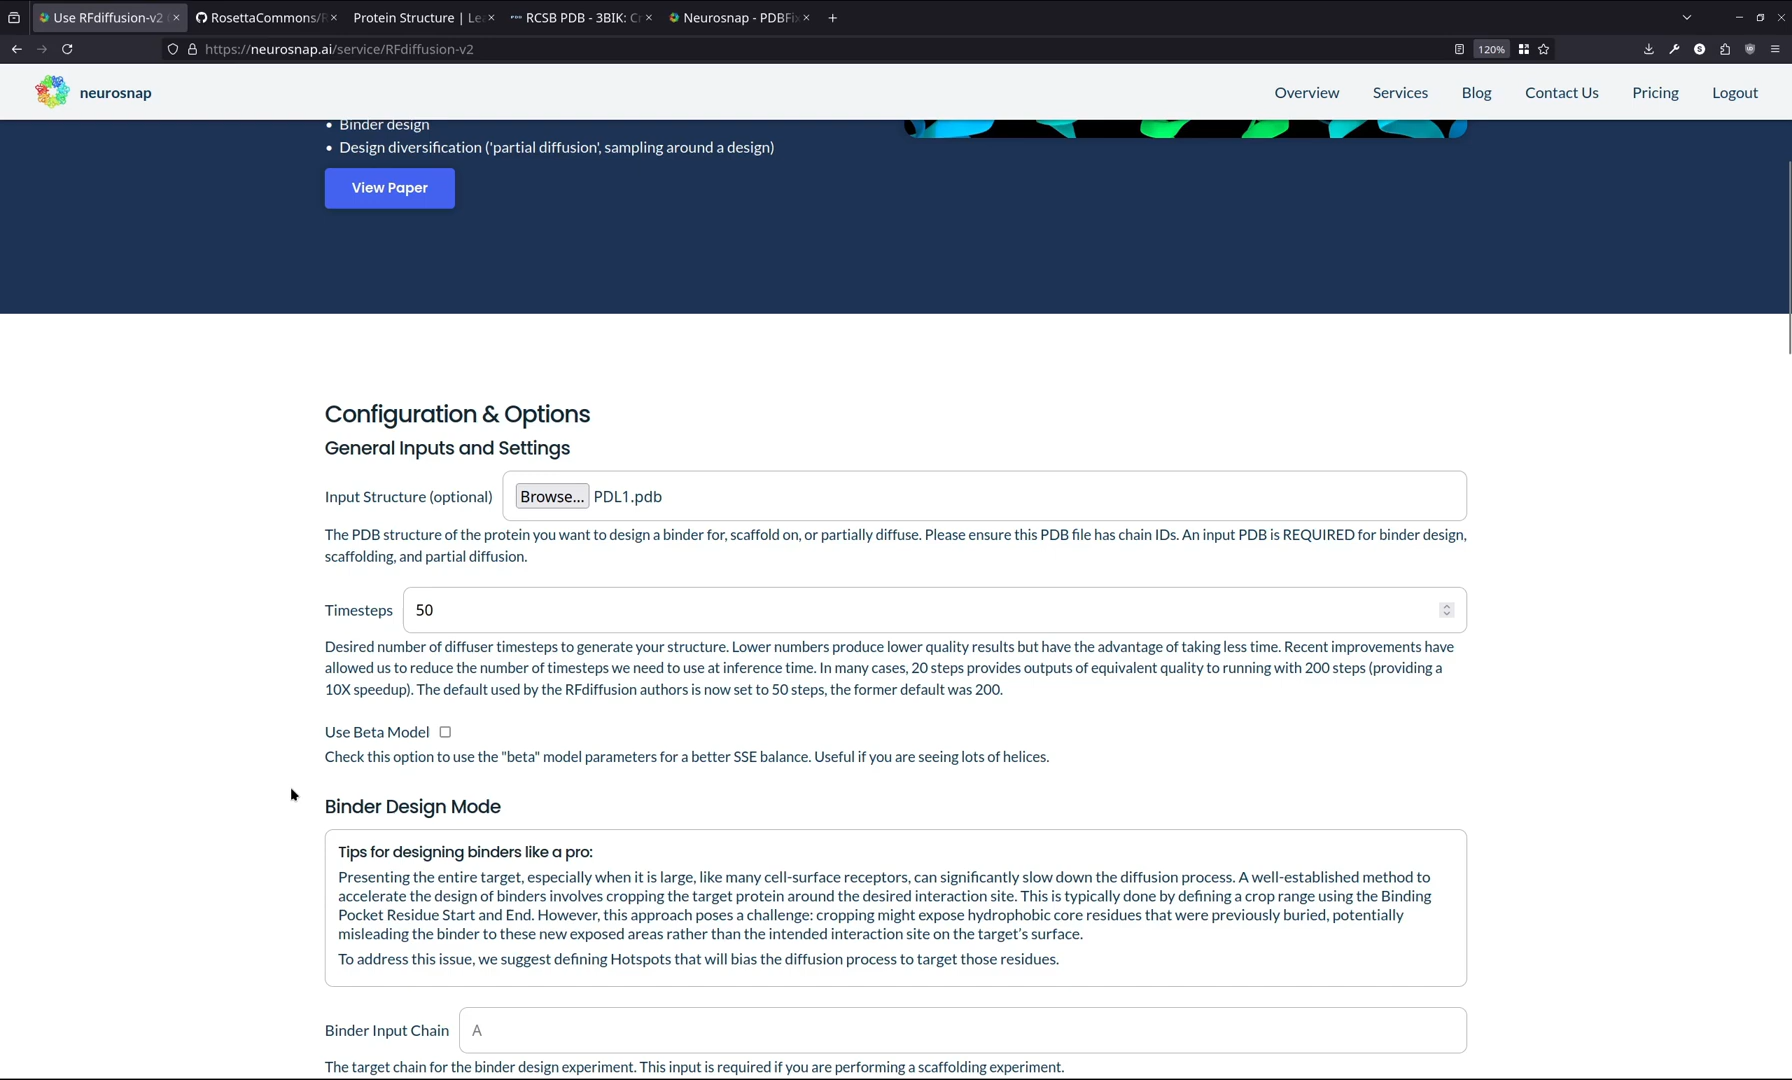 Use RFdiffusion-v2
RosettaCommons/
Protein Structure | Le
RCSB PDB - 3BIK: C
Neurosnap - PDBFi
https://neurosnap.ai/service/RFdiffusion-v2
120%
neurosnap
Overview
Services
Blog
Contact Us
Pricing
Logout
• Binder design
• Design diversification ('partial diffusion', sampling around a design)
View Paper
Configuration & Options
General Inputs and Settings
Input Structure (optional)
Browse... PDL1.pdb
The PDB structure of the protein you want to design a binder for, scaffold on, or partially diffuse. Please ensure this PDB file has chain IDs. An input PDB is REQUIRED for binder design,
scaffolding, and partial diffusion.
Timesteps
50
Desired number of diffuser timesteps to generate your structure. Lower numbers produce lower quality results but have the advantage of taking less time. Recent improvements have
allowed us to reduce the number of timesteps we need to use at inference time. In many cases, 20 steps provides outputs of equivalent quality to running with 200 steps (providing a
10X speedup). The default used by the RFdiffusion authors is now set to 50 steps, the former default was 200.
Use Beta Model
Check this option to use the "beta" model parameters for a better SSE balance. Useful if you are seeing lots of helices.
Binder Design Mode
Tips for designing binders like a pro:
Presenting the entire target, especially when it is large, like many cell-surface receptors, can significantly slow down the diffusion process. A well-established method to
accelerate the design of binders involves cropping the target protein around the desired interaction site. This is typically done by defining a crop range using the Binding
Pocket Residue Start and End. However, this approach poses a challenge: cropping might expose hydrophobic core residues that were previously buried, potentially
misleading the binder to these new exposed areas rather than the intended interaction site on the target's surface.
To address this issue, we suggest defining Hotspots that will bias the diffusion process to target those residues.
Binder Input Chain
A
The target chain for the binder design experiment. This input is required if you are performing a scaffolding experiment.